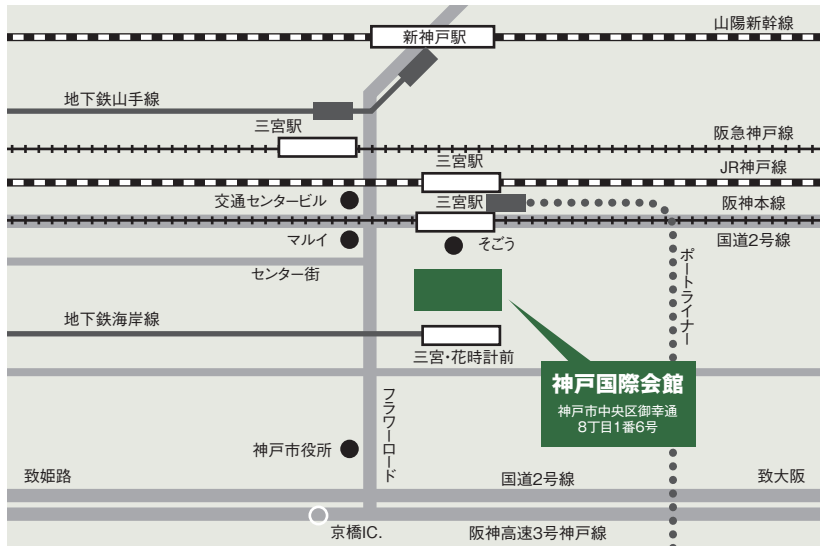 山陽新幹線
新神戸駅
地下鉄山手線
三宮駅
阪急神戸線
三宮駅
JR神戸線
交通センタービル
三宮駅
阪神本線
マルイ
そごう
国道2号線
センター街
ポートライナー
地下鉄海岸線
三宮・花時計前
神戸国際会館
神戸市中央区御幸通
8丁目1番6号
フラワーロード
神戸市役所
致姫路
国道2号線
致大阪
京橋IC.
阪神高速3号神戸線